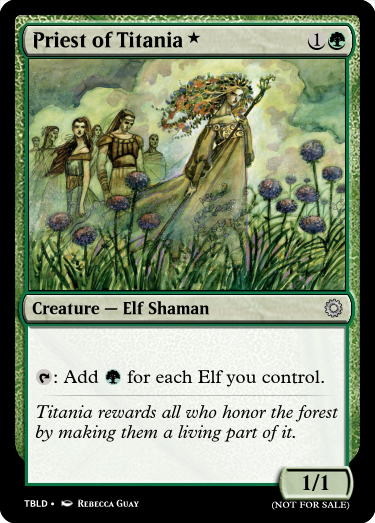 Priest of Titania ★ 1
Creature — Elf Shaman
: Add for each Elf you control.
Titania rewards all who honor the forest
by making them a living part of it.
1/1
TBLD • Rebecca Guay (NOT FOR SALE)